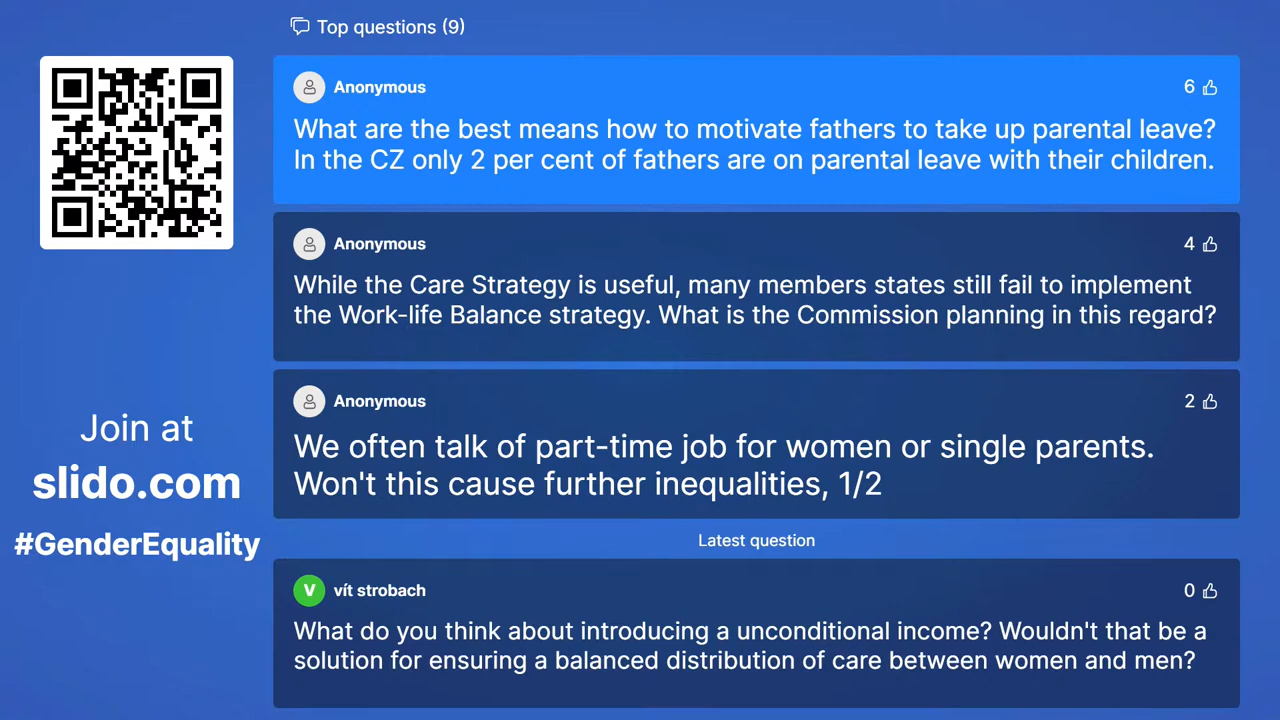 Top questions (9)
Anonymous
6
What are the best means how to motivate fathers to take up parental leave?
In the CZ only 2 per cent of fathers are on parental leave with their children.
Anonymous
4
While the Care Strategy is useful, many members states still fail to implement
the Work-life Balance strategy. What is the Commission planning in this regard?
Anonymous
2
We often talk of part-time job for women or single parents.
Won't this cause further inequalities, 1/2
Latest question
V
vít strobach
0
What do you think about introducing a unconditional income? Wouldn't that be a
solution for ensuring a balanced distribution of care between women and men?
Join at
slido.com
#GenderEquality